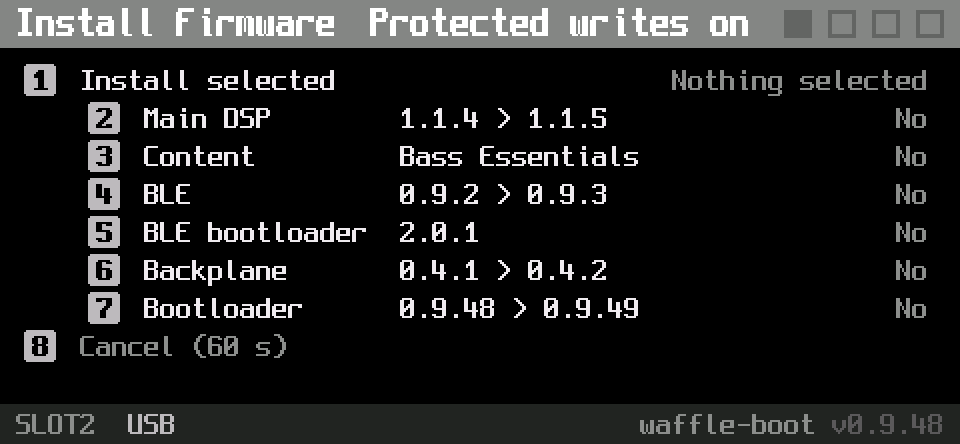 Install Firmware Protected writes on
1 Install selected Nothing selected
2 Main DSP 1.1.4 > 1.1.5 No
3 Content Bass Essentials No
4 BLE 0.9.2 > 0.9.3 No
5 BLE bootloader 2.0.1 No
6 Backplane 0.4.1 > 0.4.2 No
7 Bootloader 0.9.48 > 0.9.49 No
8 Cancel (60 s)
SLOT2 USB waffle-boot v0.9.48